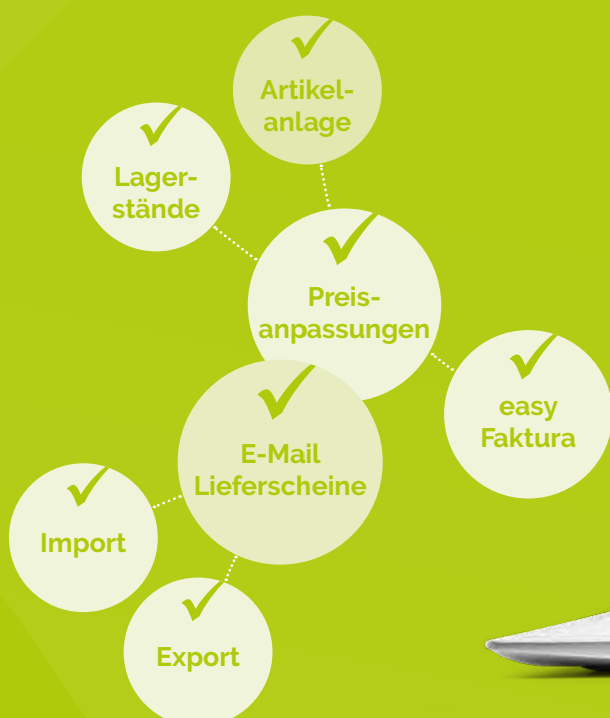 Artikel-
anlage
Lager-
stände
Preis-
anpassungen
easy
Faktura
E-Mail
Lieferscheine
Import
Export